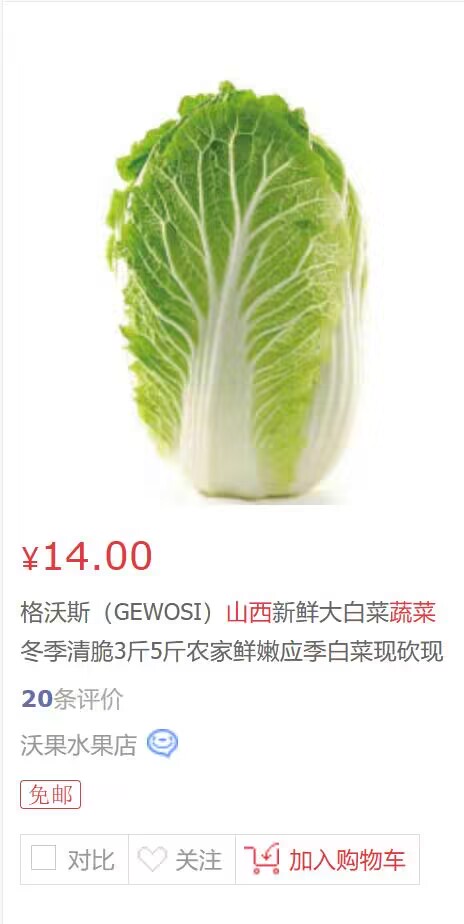 ¥14.00
格沃斯（GEWOSI）山西新鲜大白菜蔬菜
冬季清脆3斤5斤农家鲜嫩应季白菜现砍现
20条评价
沃果水果店
免邮
对比 关注 加入购物车